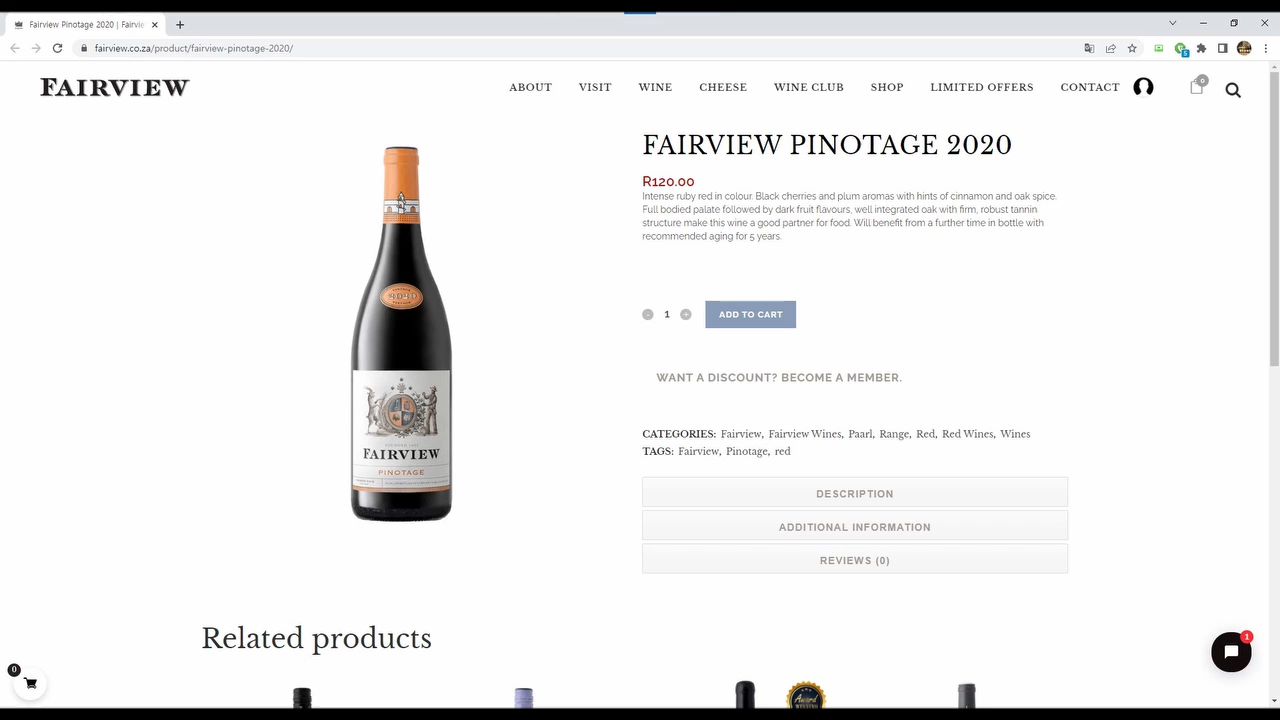 Fairview Pinotage 2020 | Fairvie
fairview.co.za/product/fairview-pinotage-2020/
5
FAIRVIEW
ABOUT VISIT WINE CHEESE WINE CLUB SHOP LIMITED OFFERS CONTACT
0
FAIRVIEW PINOTAGE 2020
R120.00
Intense ruby red in colour. Black cherries and plum aromas with hints of cinnamon and oak spice.
Full bodied palate followed by dark fruit flavours, well integrated oak with firm, robust tannin
structure make this wine a good partner for food. Will benefit from a further time in bottle with
recommended aging for 5 years.
- 1 +
ADD TO CART
WANT A DISCOUNT? BECOME A MEMBER.
CATEGORIES: Fairview, Fairview Wines, Paarl, Range, Red, Red Wines, Wines
TAGS: Fairview, Pinotage, red
DESCRIPTION
ADDITIONAL INFORMATION
REVIEWS (0)
2020
FAIRVIEW
PINOTAGE
Related products
1
0
Award